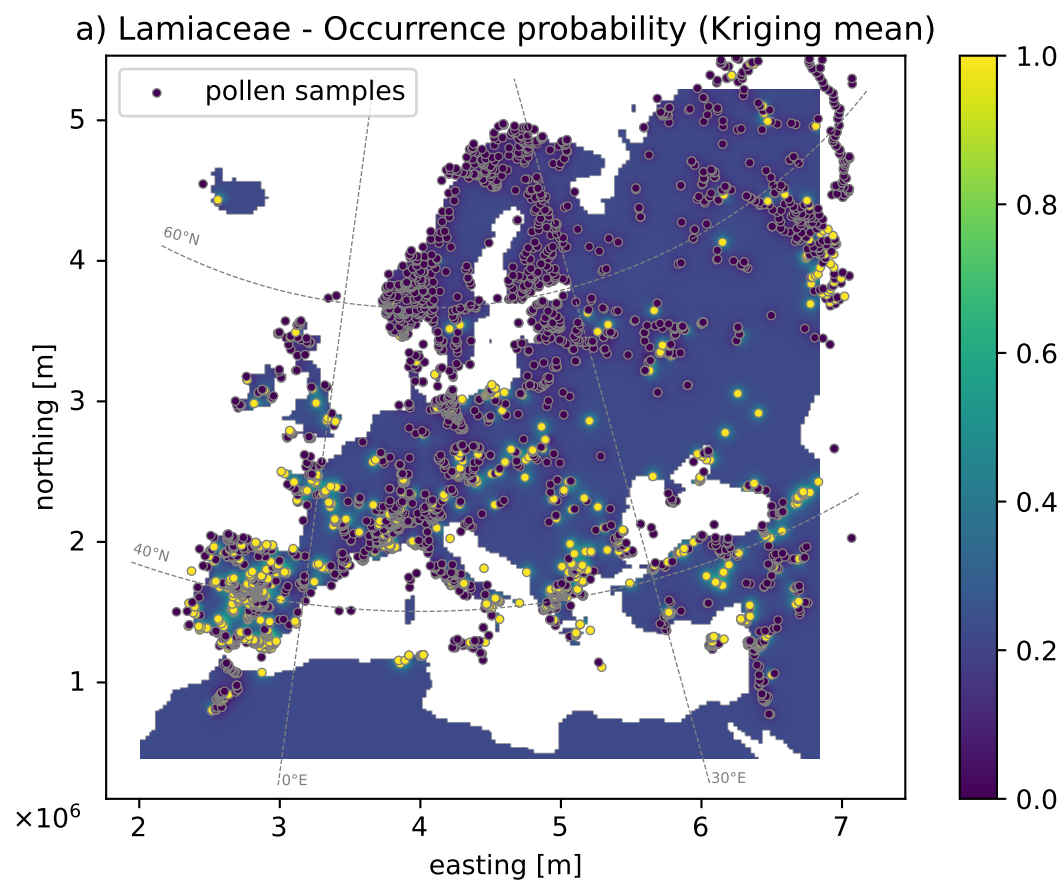 a) Lamiaceae - Occurrence probability (Kriging mean)
pollen samples
1.0
0.8
0.6
0.4
0.2
0.0
northing [m]
5
4
3
2
1
60°N
40°N
0°E
30°E
×10⁶
2 3 4 5 6 7
easting [m]